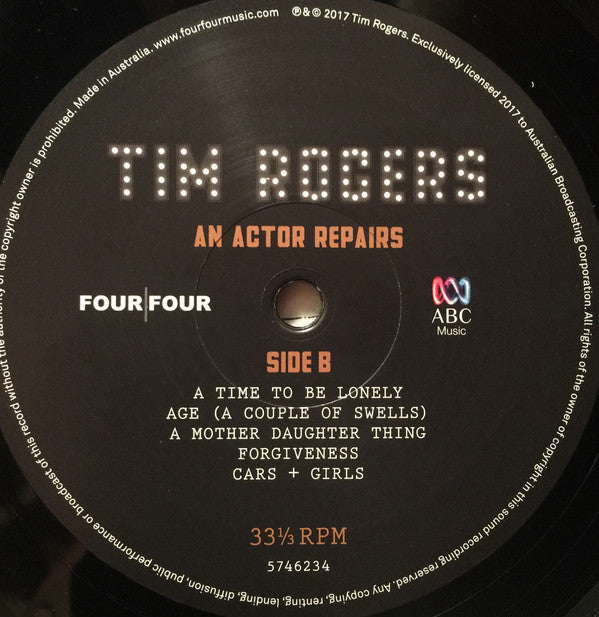 ℗&© 2017 Tim Rogers. Exclusively licensed 2017 to Australian Broadcasting Corporation. All rights of the owner of copyright in this sound recording reserved. Any copying, renting, lending, diffusion, public performance or broadcast of this record without the authority of the copyright owner is prohibited. Made in Australia. www.fourfourmusic.com
TIM ROGERS
AN ACTOR REPAIRS
FOUR|FOUR
ABC
Music
SIDE B
A TIME TO BE LONELY
AGE (A COUPLE OF SWELLS)
A MOTHER DAUGHTER THING
FORGIVENESS
CARS + GIRLS
33⅓ RPM
5746234